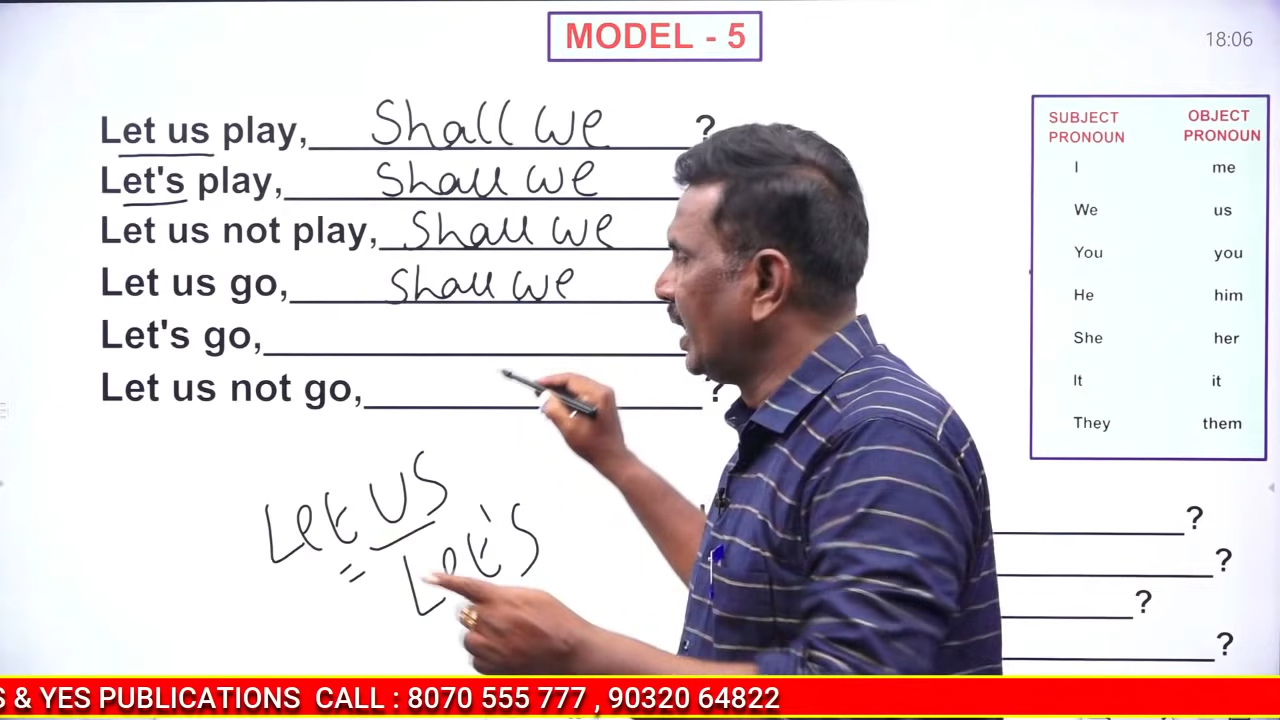 MODEL - 5
18:06
Let us play, Shall we ?
Let's play, Shall we
Let us not play, Shall we
Let us go, Shall we
Let's go,
Let us not go, ?
Let us
Let's
SUBJECT PRONOUN OBJECT PRONOUN
I me
We us
You you
He him
She her
It it
They them
?
?
?
?
S & YES PUBLICATIONS CALL : 8070 555 777 , 90320 64822